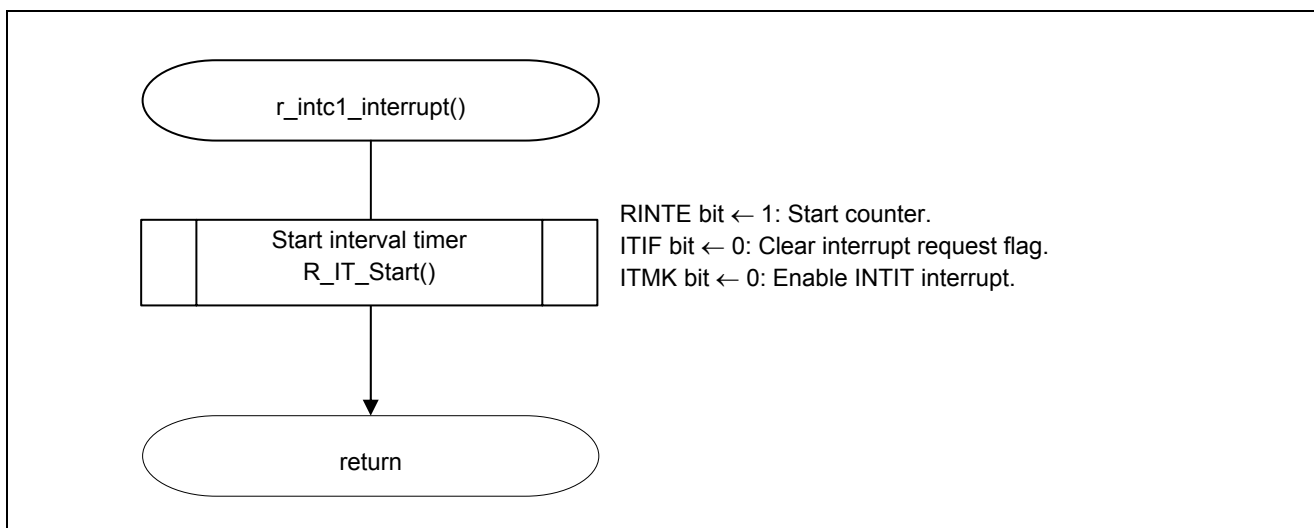 r_intc1_interrupt()
Start interval timer
R_IT_Start()
RINTE bit ← 1: Start counter.
ITIF bit ← 0: Clear interrupt request flag.
ITMK bit ← 0: Enable INTIT interrupt.
return